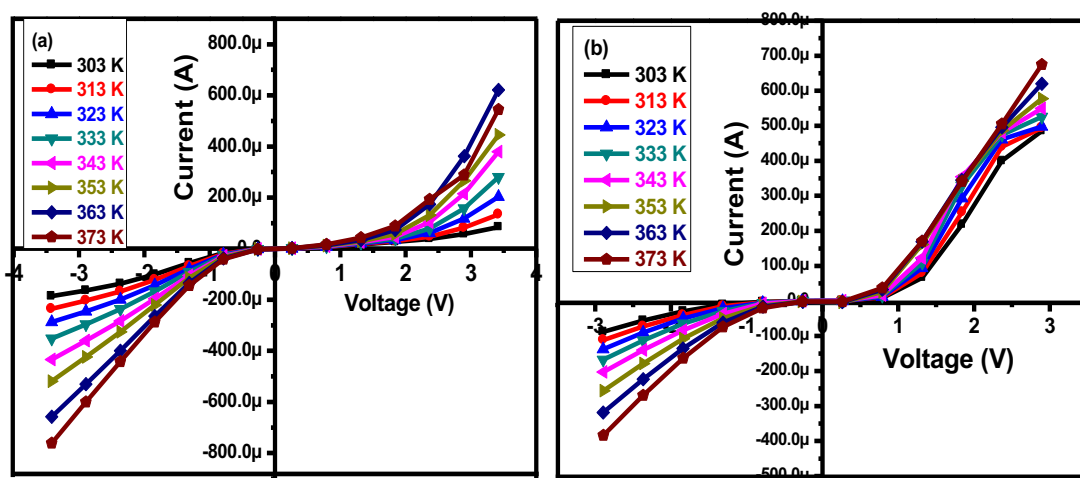 (a)
303 K
313 K
323 K
333 K
343 K
353 K
363 K
373 K
Current (A)
800.0µ
600.0µ
400.0µ
200.0µ
-200.0µ
-400.0µ
-600.0µ
-800.0µ
-4 -3 -2 -1 0 1 2 3 4
Voltage (V)
(b)
303 K
313 K
323 K
333 K
343 K
353 K
363 K
373 K
Current (A)
800.0µ
700.0µ
600.0µ
500.0µ
400.0µ
300.0µ
200.0µ
100.0µ
0.0
-100.0µ
-200.0µ
-300.0µ
-400.0µ
-500.0µ
-3 -2 -1 0 1 2 3
Voltage (V)